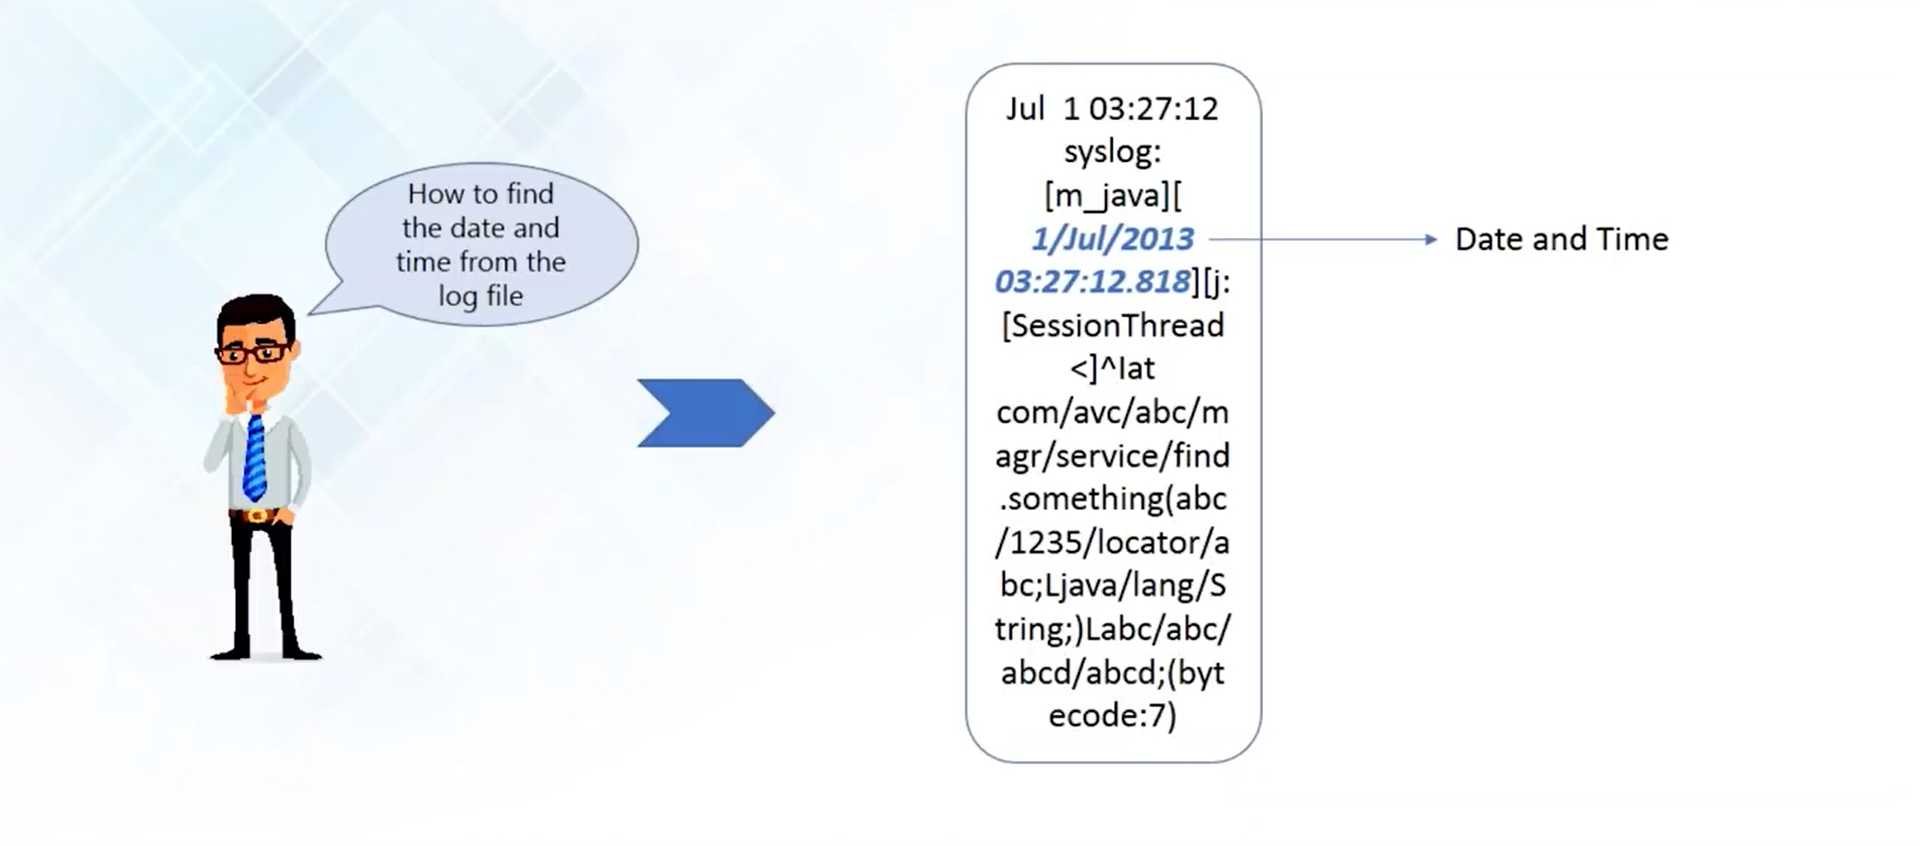 How to find
the date and
time from the
log file
Jul  1 03:27:12
syslog:
[m_java][
1/Jul/2013
03:27:12.818][j:
[SessionThread
<]^Iat
com/avc/abc/m
agr/service/find
.something(abc
/1235/locator/a
bc;Ljava/lang/S
tring;)Labc/abc/
abcd/abcd;(byt
ecode:7)
Date and Time